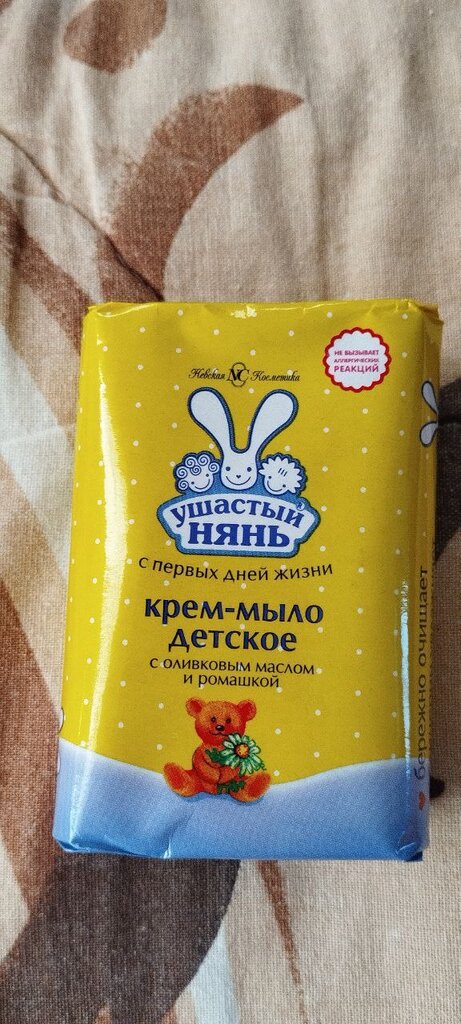 НЕ ВЫЗЫВАЕТ
АЛЛЕРГИЧЕСКИХ
РЕАКЦИЙ
Невская NC Косметика
УШАСТЫЙ
НЯНЬ
с первых дней жизни
крем-мыло
детское
с оливковым маслом
и ромашкой
бережно очищает